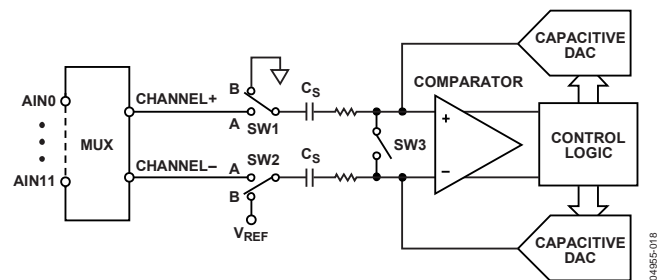 CAPACITIVE
DAC
B
CHANNEL+
A
SW1
CS
COMPARATOR
AIN0
MUX
AIN11
CHANNEL–
A
SW2
B
CS
VREF
SW3
+
–
CONTROL
LOGIC
CAPACITIVE
DAC
04955-018